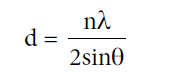 d = nλ / 2sinθ